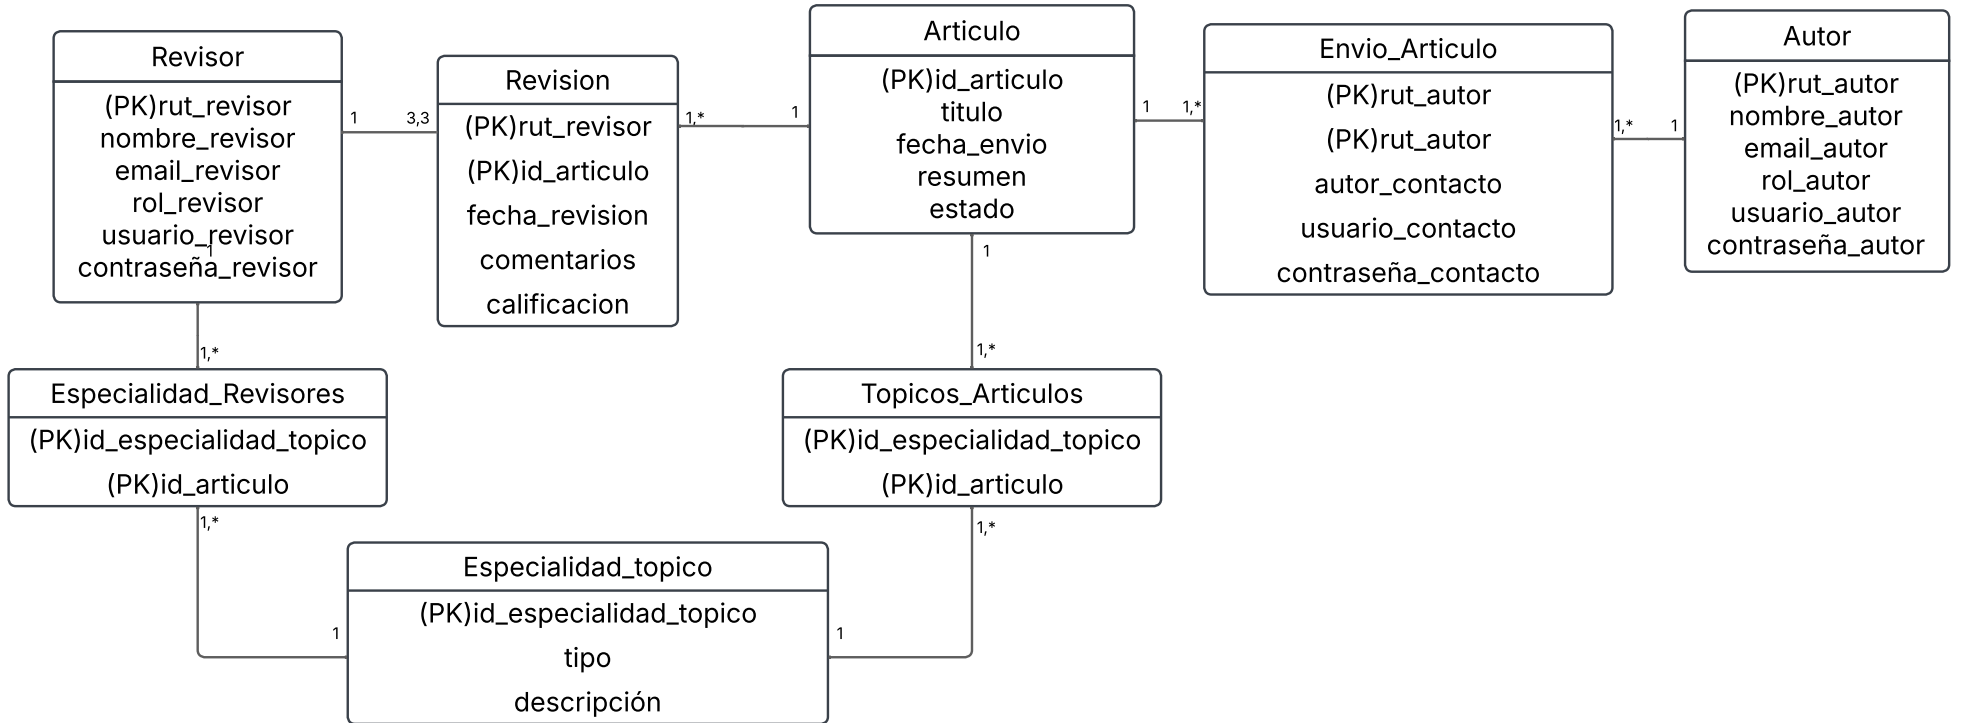 Revisor
(PK)rut_revisor
nombre_revisor
email_revisor
rol_revisor
usuario_revisor
contraseña_revisor
1
1
3,3
Revision
(PK)rut_revisor
(PK)id_articulo
fecha_revision
comentarios
calificacion
1,*
1
Articulo
(PK)id_articulo
titulo
fecha_envio
resumen
estado
1
1,*
Envio_Articulo
(PK)rut_autor
(PK)rut_autor
autor_contacto
usuario_contacto
contraseña_contacto
1,*
1
Autor
(PK)rut_autor
nombre_autor
email_autor
rol_autor
usuario_autor
contraseña_autor
1,*
Especialidad_Revisores
(PK)id_especialidad_topico
(PK)id_articulo
1,*
1
1,*
Topicos_Articulos
(PK)id_especialidad_topico
(PK)id_articulo
1,*
1
Especialidad_topico
(PK)id_especialidad_topico
tipo
descripción
1